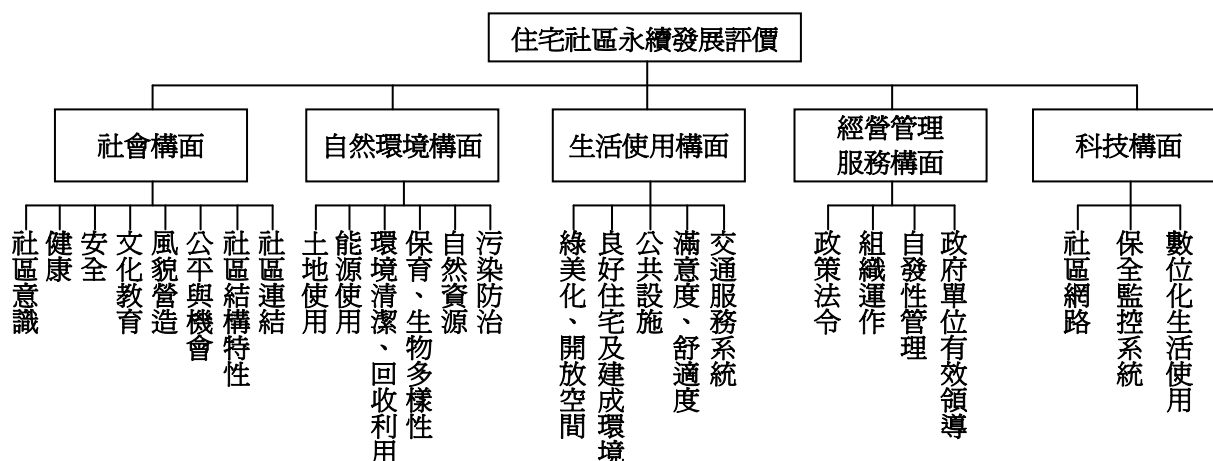 住宅社區永續發展評價
社會構面
自然環境構面
生活使用構面
經營管理
服務構面
科技構面
社區意識
健康
安全
文化教育
風貌營造
公平與機會
社區結構特性
社區連結
土地使用
能源使用
環境清潔、回收利用
保育、生物多樣性
自然資源
污染防治
綠美化、開放空間
良好住宅及建成環境
公共設施
滿意度、舒適度
交通服務系統
政策法令
組織運作
自發性管理
政府單位有效領導
社區網路
保全監控系統
數位化生活使用